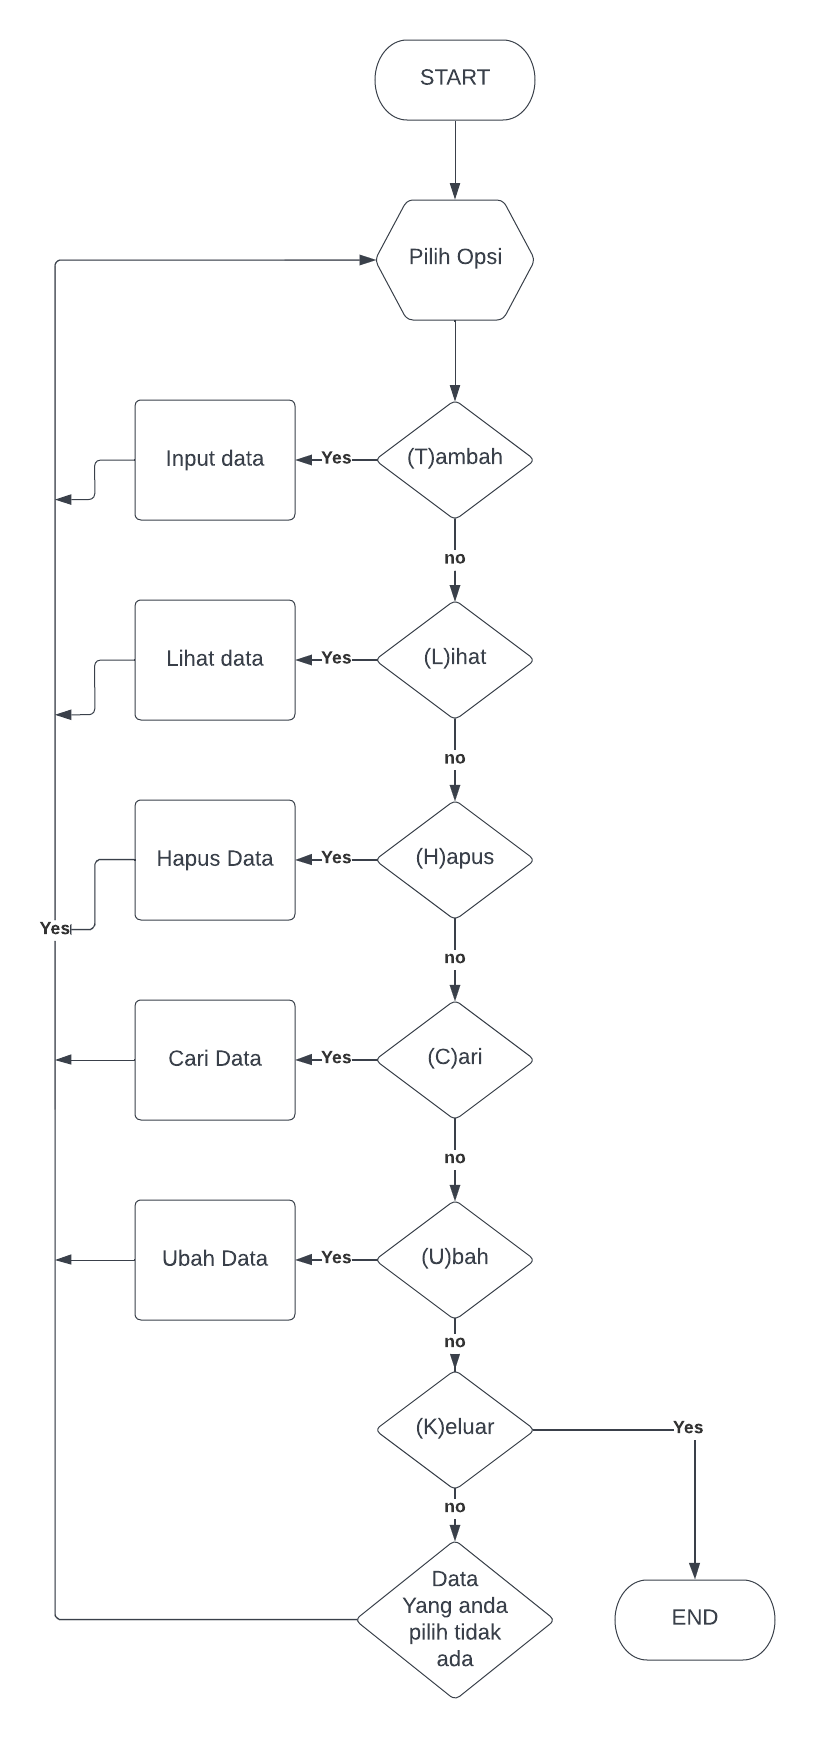 START
Pilih Opsi
Input data
Yes
(T)ambah
no
Lihat data
Yes
(L)ihat
no
Hapus Data
Yes
(H)apus
Yes
no
Cari Data
Yes
(C)ari
no
Ubah Data
Yes
(U)bah
no
(K)eluar
Yes
no
Data
Yang anda
pilih tidak
ada
END